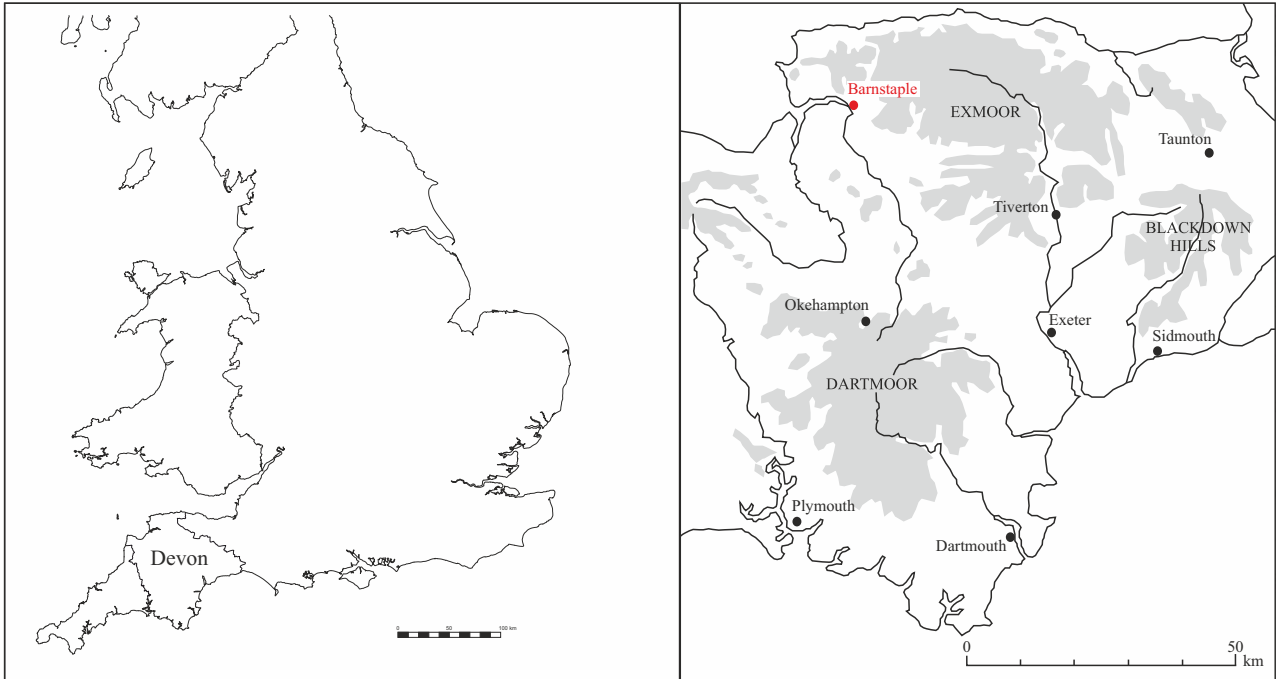 Devon
0
100 km
Barnstaple
EXMOOR
Taunton
Tiverton
BLACKDOWN
HILLS
Okehampton
Exeter
Sidmouth
DARTMOOR
Plymouth
Dartmouth
0
50
km